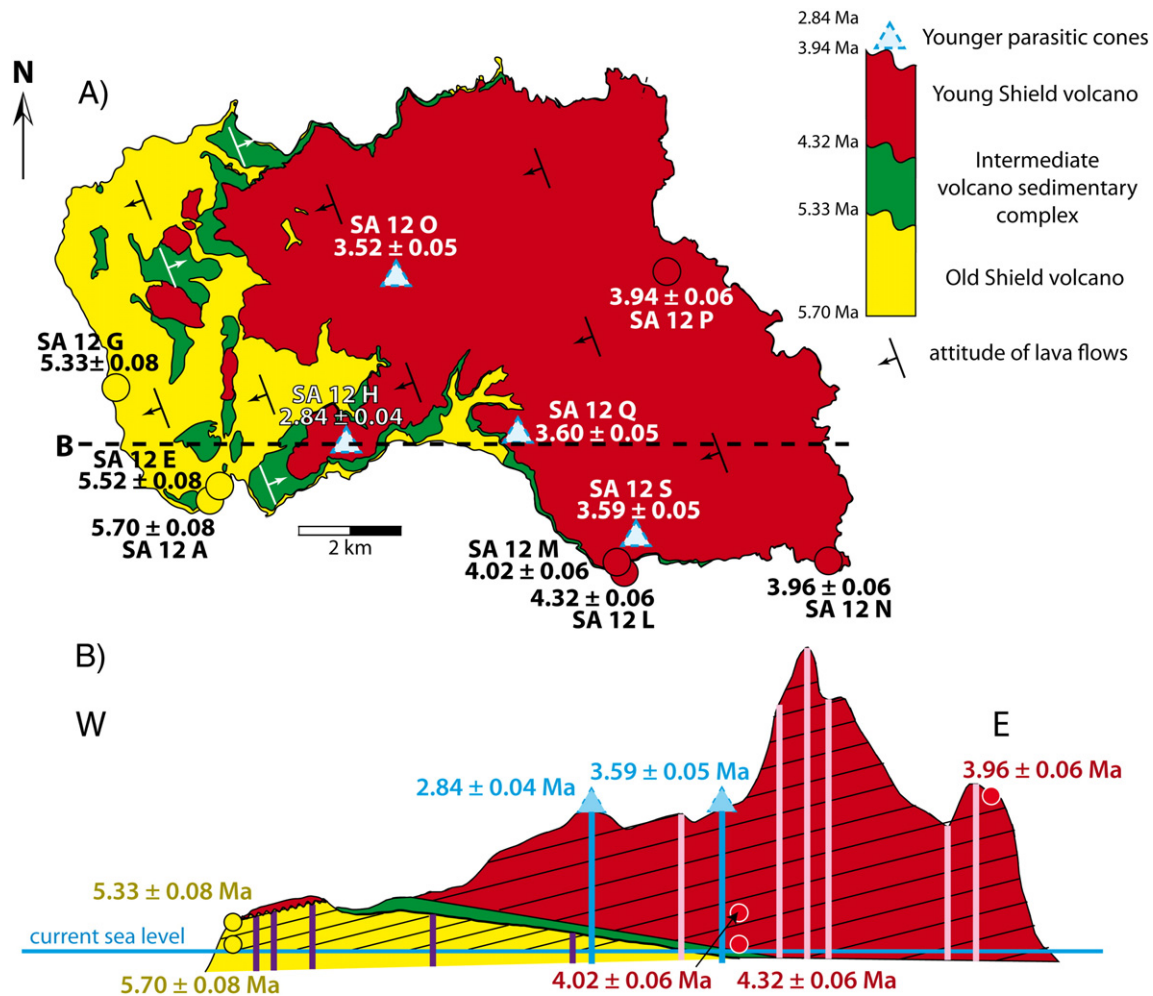 A)
N
SA 12 O
3.52 ± 0.05
3.94 ± 0.06
SA 12 P
SA 12 G
5.33± 0.08
SA 12 H
2.84 ± 0.04
SA 12 Q
3.60 ± 0.05
B
SA 12 E
5.52 ± 0.08
5.70 ± 0.08
SA 12 A
2 km
SA 12 S
3.59 ± 0.05
SA 12 M
4.02 ± 0.06
4.32 ± 0.06
SA 12 L
3.96 ± 0.06
SA 12 N
2.84 Ma
3.94 Ma
Younger parasitic cones
Young Shield volcano
4.32 Ma
Intermediate
volcano sedimentary
complex
5.33 Ma
Old Shield volcano
5.70 Ma
attitude of lava flows
B)
W
E
2.84 ± 0.04 Ma
3.59 ± 0.05 Ma
3.96 ± 0.06 Ma
5.33 ± 0.08 Ma
current sea level
5.70 ± 0.08 Ma
4.02 ± 0.06 Ma
4.32 ± 0.06 Ma